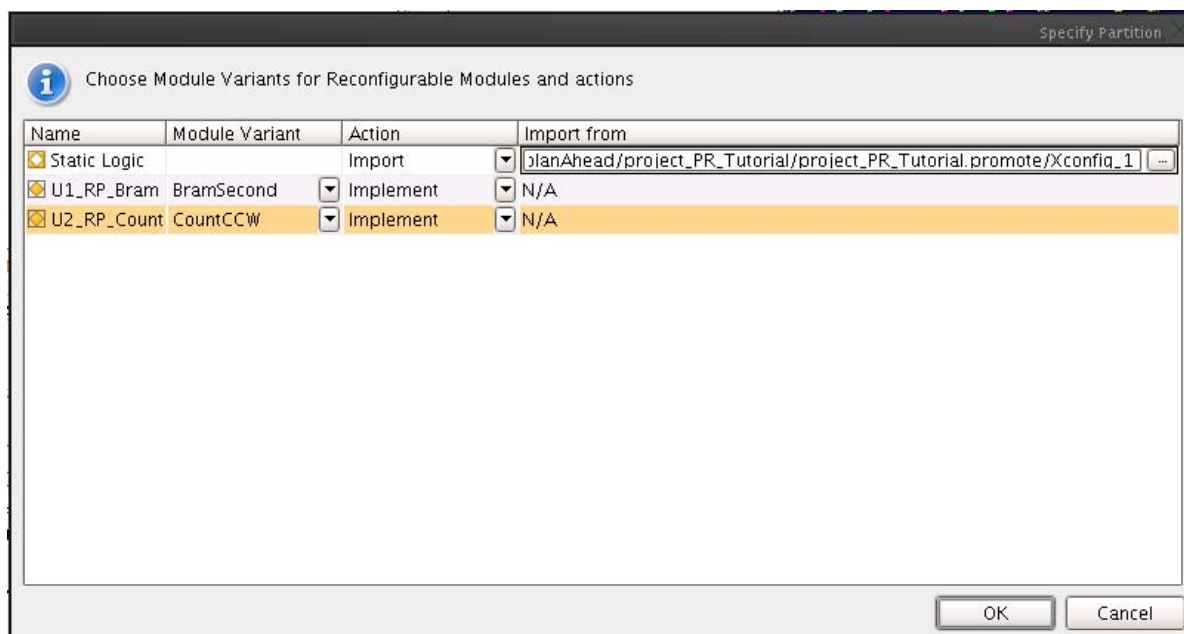 Specify Partition
Choose Module Variants for Reconfigurable Modules and actions
Name Module Variant Action Import from
Static Logic Import planAhead/project_PR_Tutorial/project_PR_Tutorial.promote/Xconfig_1 ...
U1_RP_Bram BramSecond Implement N/A
U2_RP_Count CountCCW Implement N/A
OK Cancel